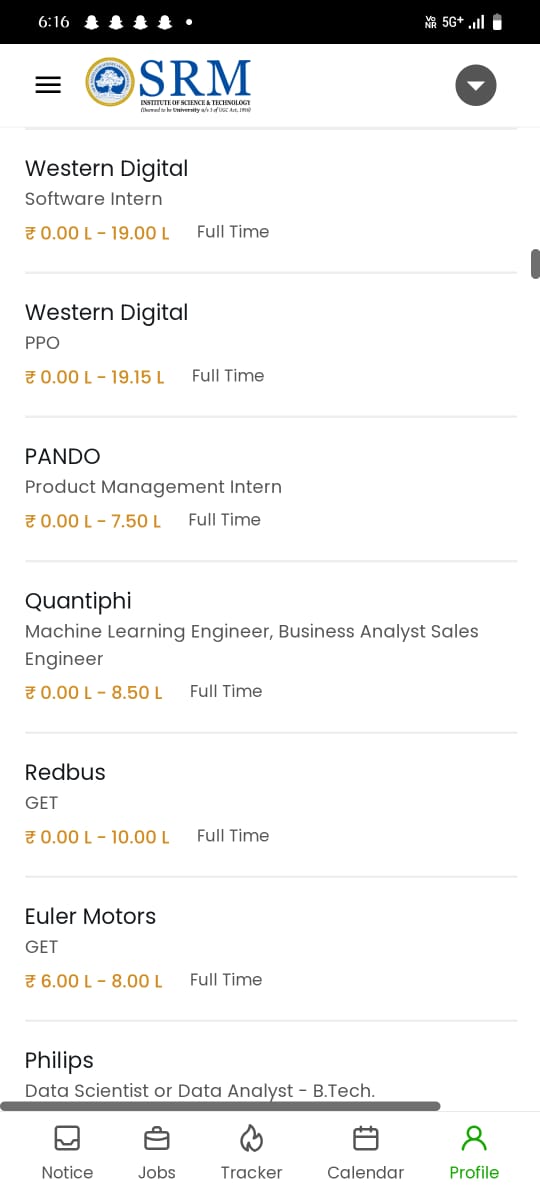 6:16
Vo
NR 5G+
SRM
INSTITUTE OF SCIENCE & TECHNOLOGY
(Deemed to be University u/s 3 of UGC Act, 1956)
Western Digital
Software Intern
₹ 0.00 L - 19.00 L Full Time
Western Digital
PPO
₹ 0.00 L - 19.15 L Full Time
PANDO
Product Management Intern
₹ 0.00 L - 7.50 L Full Time
Quantiphi
Machine Learning Engineer, Business Analyst Sales
Engineer
₹ 0.00 L - 8.50 L Full Time
Redbus
GET
₹ 0.00 L - 10.00 L Full Time
Euler Motors
GET
₹ 6.00 L - 8.00 L Full Time
Philips
Data Scientist or Data Analyst - B.Tech.
Notice Jobs Tracker Calendar Profile